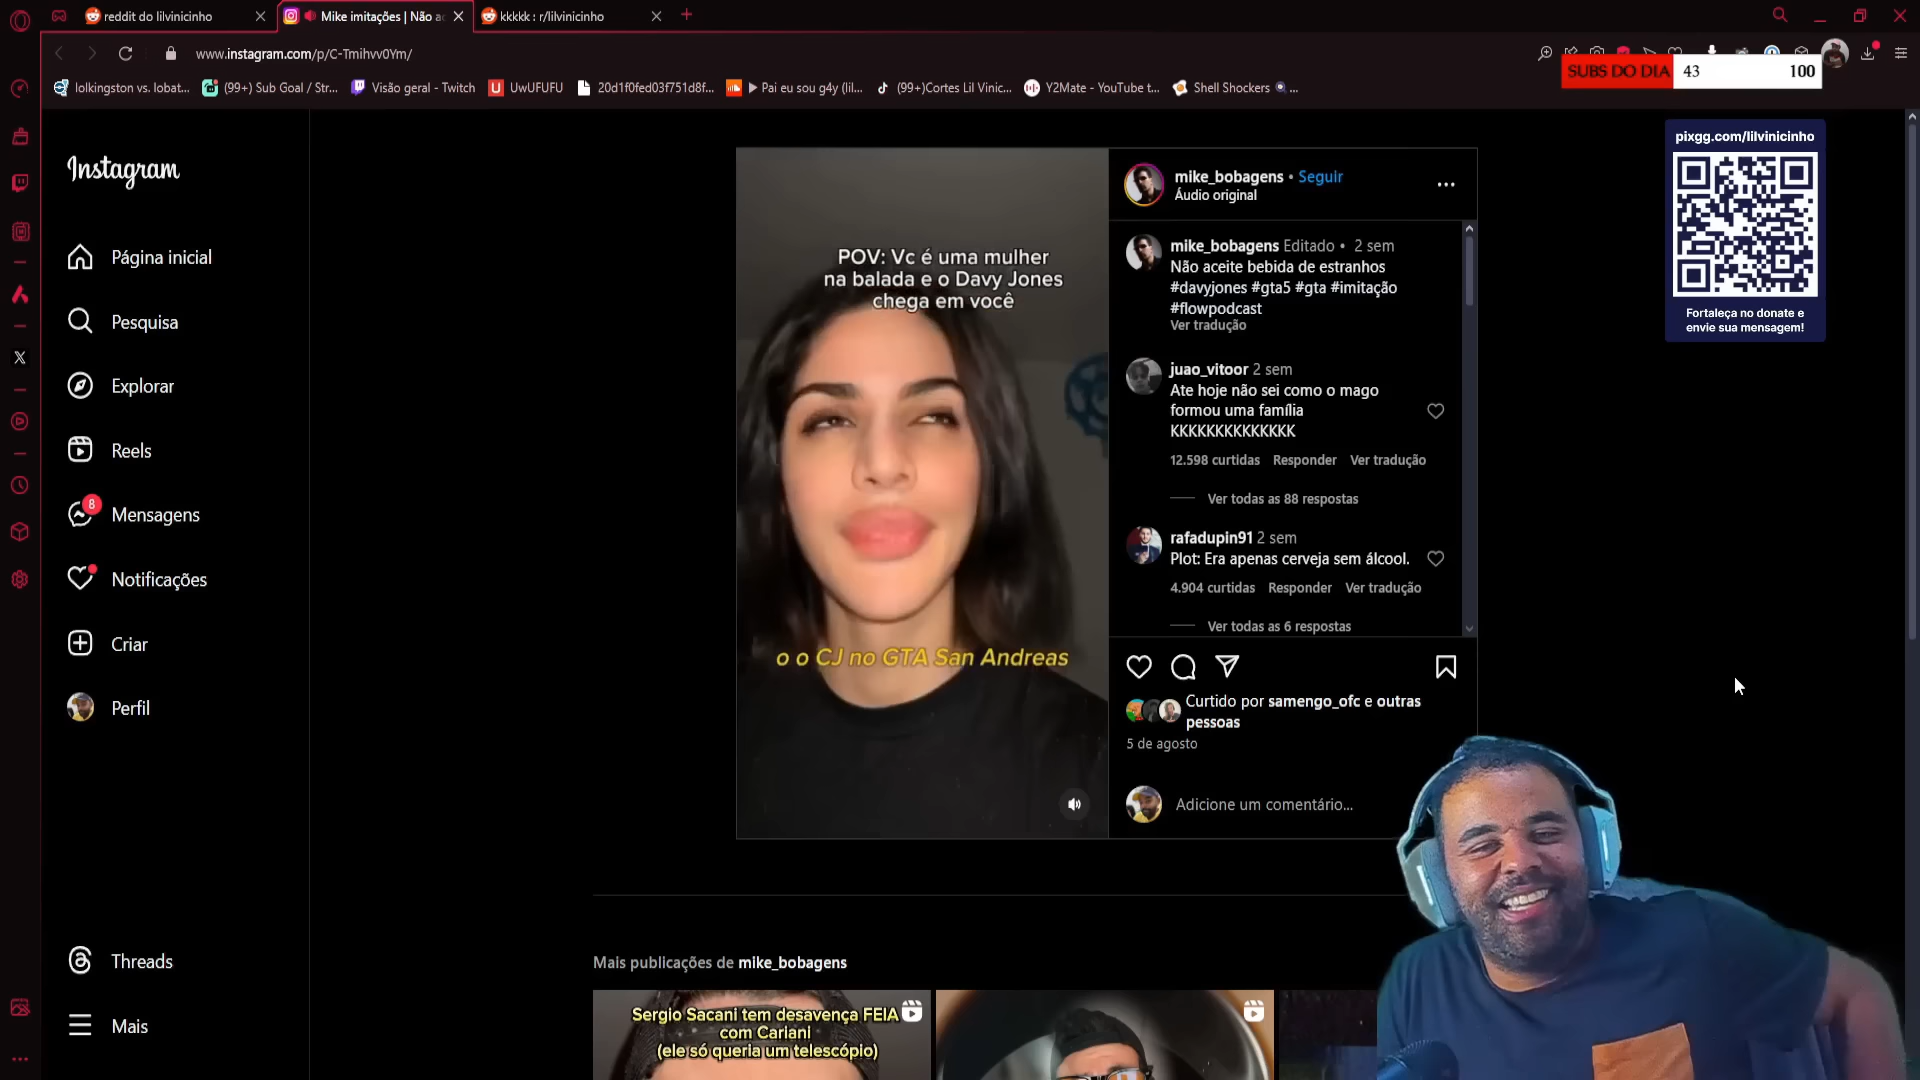 reddit do lilvinicinho
Mike imitações | Não ac
kkkkk : r/lilvinicinho
www.instagram.com/p/C-Tmihvv0Ym/
lolkingston vs. lobat...
(99+) Sub Goal / Str...
Visão geral - Twitch
UwUFUFU
20d1f0fed03f751d8f...
Pai eu sou g4y (lil...
(99+)Cortes Lil Vinic...
Y2Mate - YouTube t...
Shell Shockers
...
SUBS DO DIA 43 100
pixgg.com/lilvinicinho
Fortaleça no donate e
envie sua mensagem!
Instagram
Página inicial
Pesquisa
Explorar
Reels
8
Mensagens
Notificações
Criar
Perfil
Threads
Mais
POV: Vc é uma mulher
na balada e o Davy Jones
chega em você
o o CJ no GTA San Andreas
mike_bobagens • Seguir
Áudio original
mike_bobagens Editado • 2 sem
Não aceite bebida de estranhos
#davyjones #gta5 #gta #imitação
#flowpodcast
Ver tradução
juao_vitoor 2 sem
Ate hoje não sei como o mago
formou uma família
KKKKKKKKKKKKKK
12.598 curtidas Responder Ver tradução
Ver todas as 88 respostas
rafadupin91 2 sem
Plot: Era apenas cerveja sem álcool.
4.904 curtidas Responder Ver tradução
Ver todas as 6 respostas
Curtido por samengo_ofc e outras
pessoas
5 de agosto
Adicione um comentário...
Mais publicações de mike_bobagens
Sergio Sacani tem desavença FEIA
com Cariani
(ele só queria um telescópio)